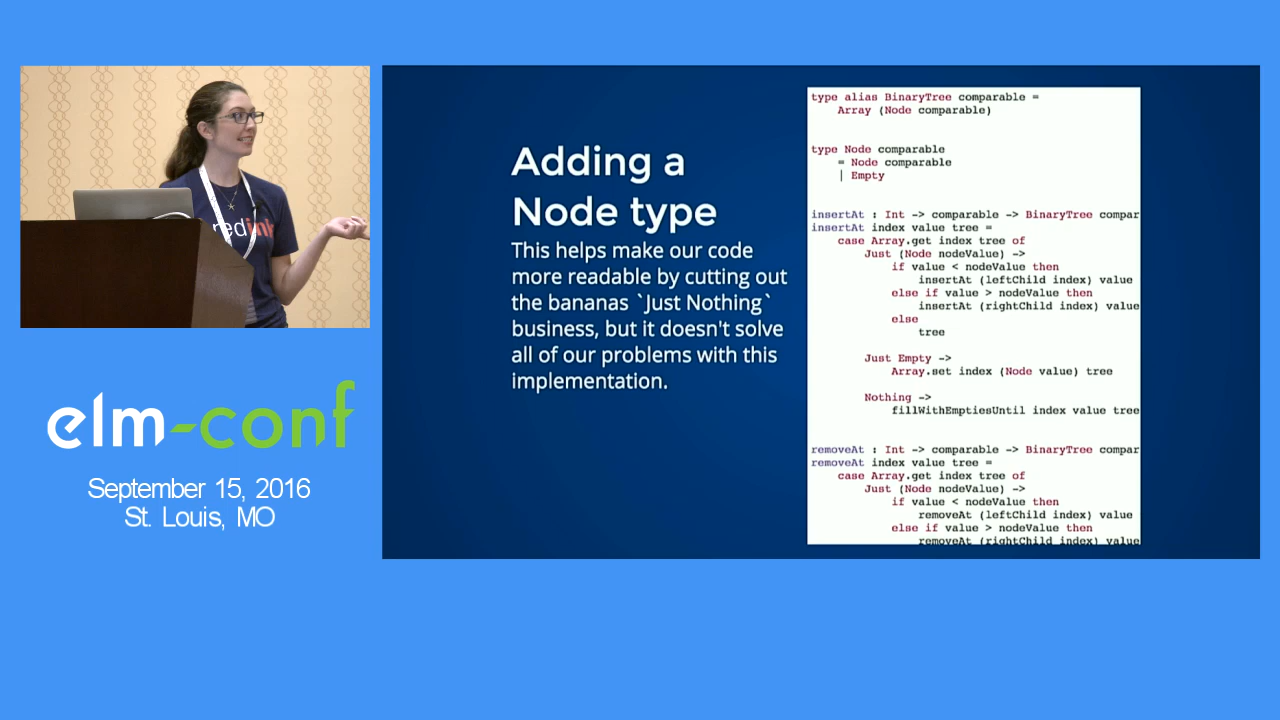 redink
elm-conf
September 15, 2016
St. Louis, MO
Adding a
Node type
This helps make our code
more readable by cutting out
the bananas `Just Nothing`
business, but it doesn't solve
all of our problems with this
implementation.
type alias BinaryTree comparable =
    Array (Node comparable)
type Node comparable
    = Node comparable
    | Empty
insertAt : Int -> comparable -> BinaryTree compar
insertAt index value tree =
    case Array.get index tree of
        Just (Node nodeValue) ->
            if value < nodeValue then
                insertAt (leftChild index) value
            else if value > nodeValue then
                insertAt (rightChild index) value
            else
                tree
        Just Empty ->
            Array.set index (Node value) tree
        Nothing ->
            fillWithEmptiesUntil index value tree
removeAt : Int -> comparable -> BinaryTree compar
removeAt index value tree =
    case Array.get index tree of
        Just (Node nodeValue) ->
            if value < nodeValue then
                removeAt (leftChild index) value
            else if value > nodeValue then
                removeAt (rightChild index) value